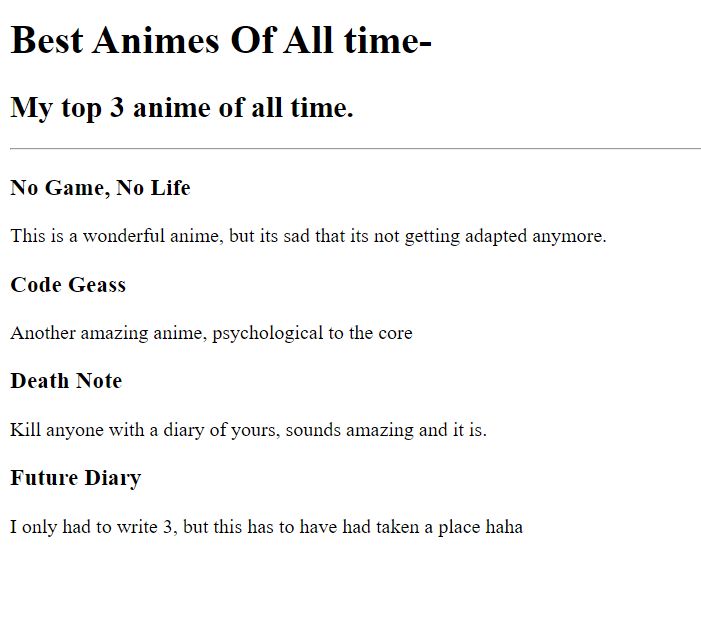 Best Animes Of All time-
My top 3 anime of all time.
No Game, No Life
This is a wonderful anime, but its sad that its not getting adapted anymore.
Code Geass
Another amazing anime, psychological to the core
Death Note
Kill anyone with a diary of yours, sounds amazing and it is.
Future Diary
I only had to write 3, but this has to have had taken a place haha